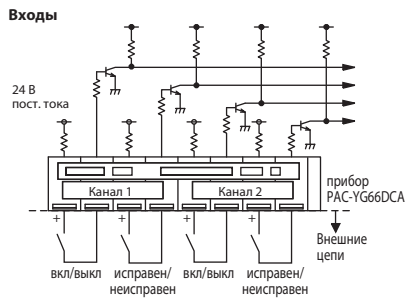 Входы
24 В
пост. тока
Канал 1
Канал 2
прибор
PAC-YG66DCA
+
+
+
+
Внешние
цепи
вкл/выкл
исправен/
неисправен
вкл/выкл
исправен/
неисправен